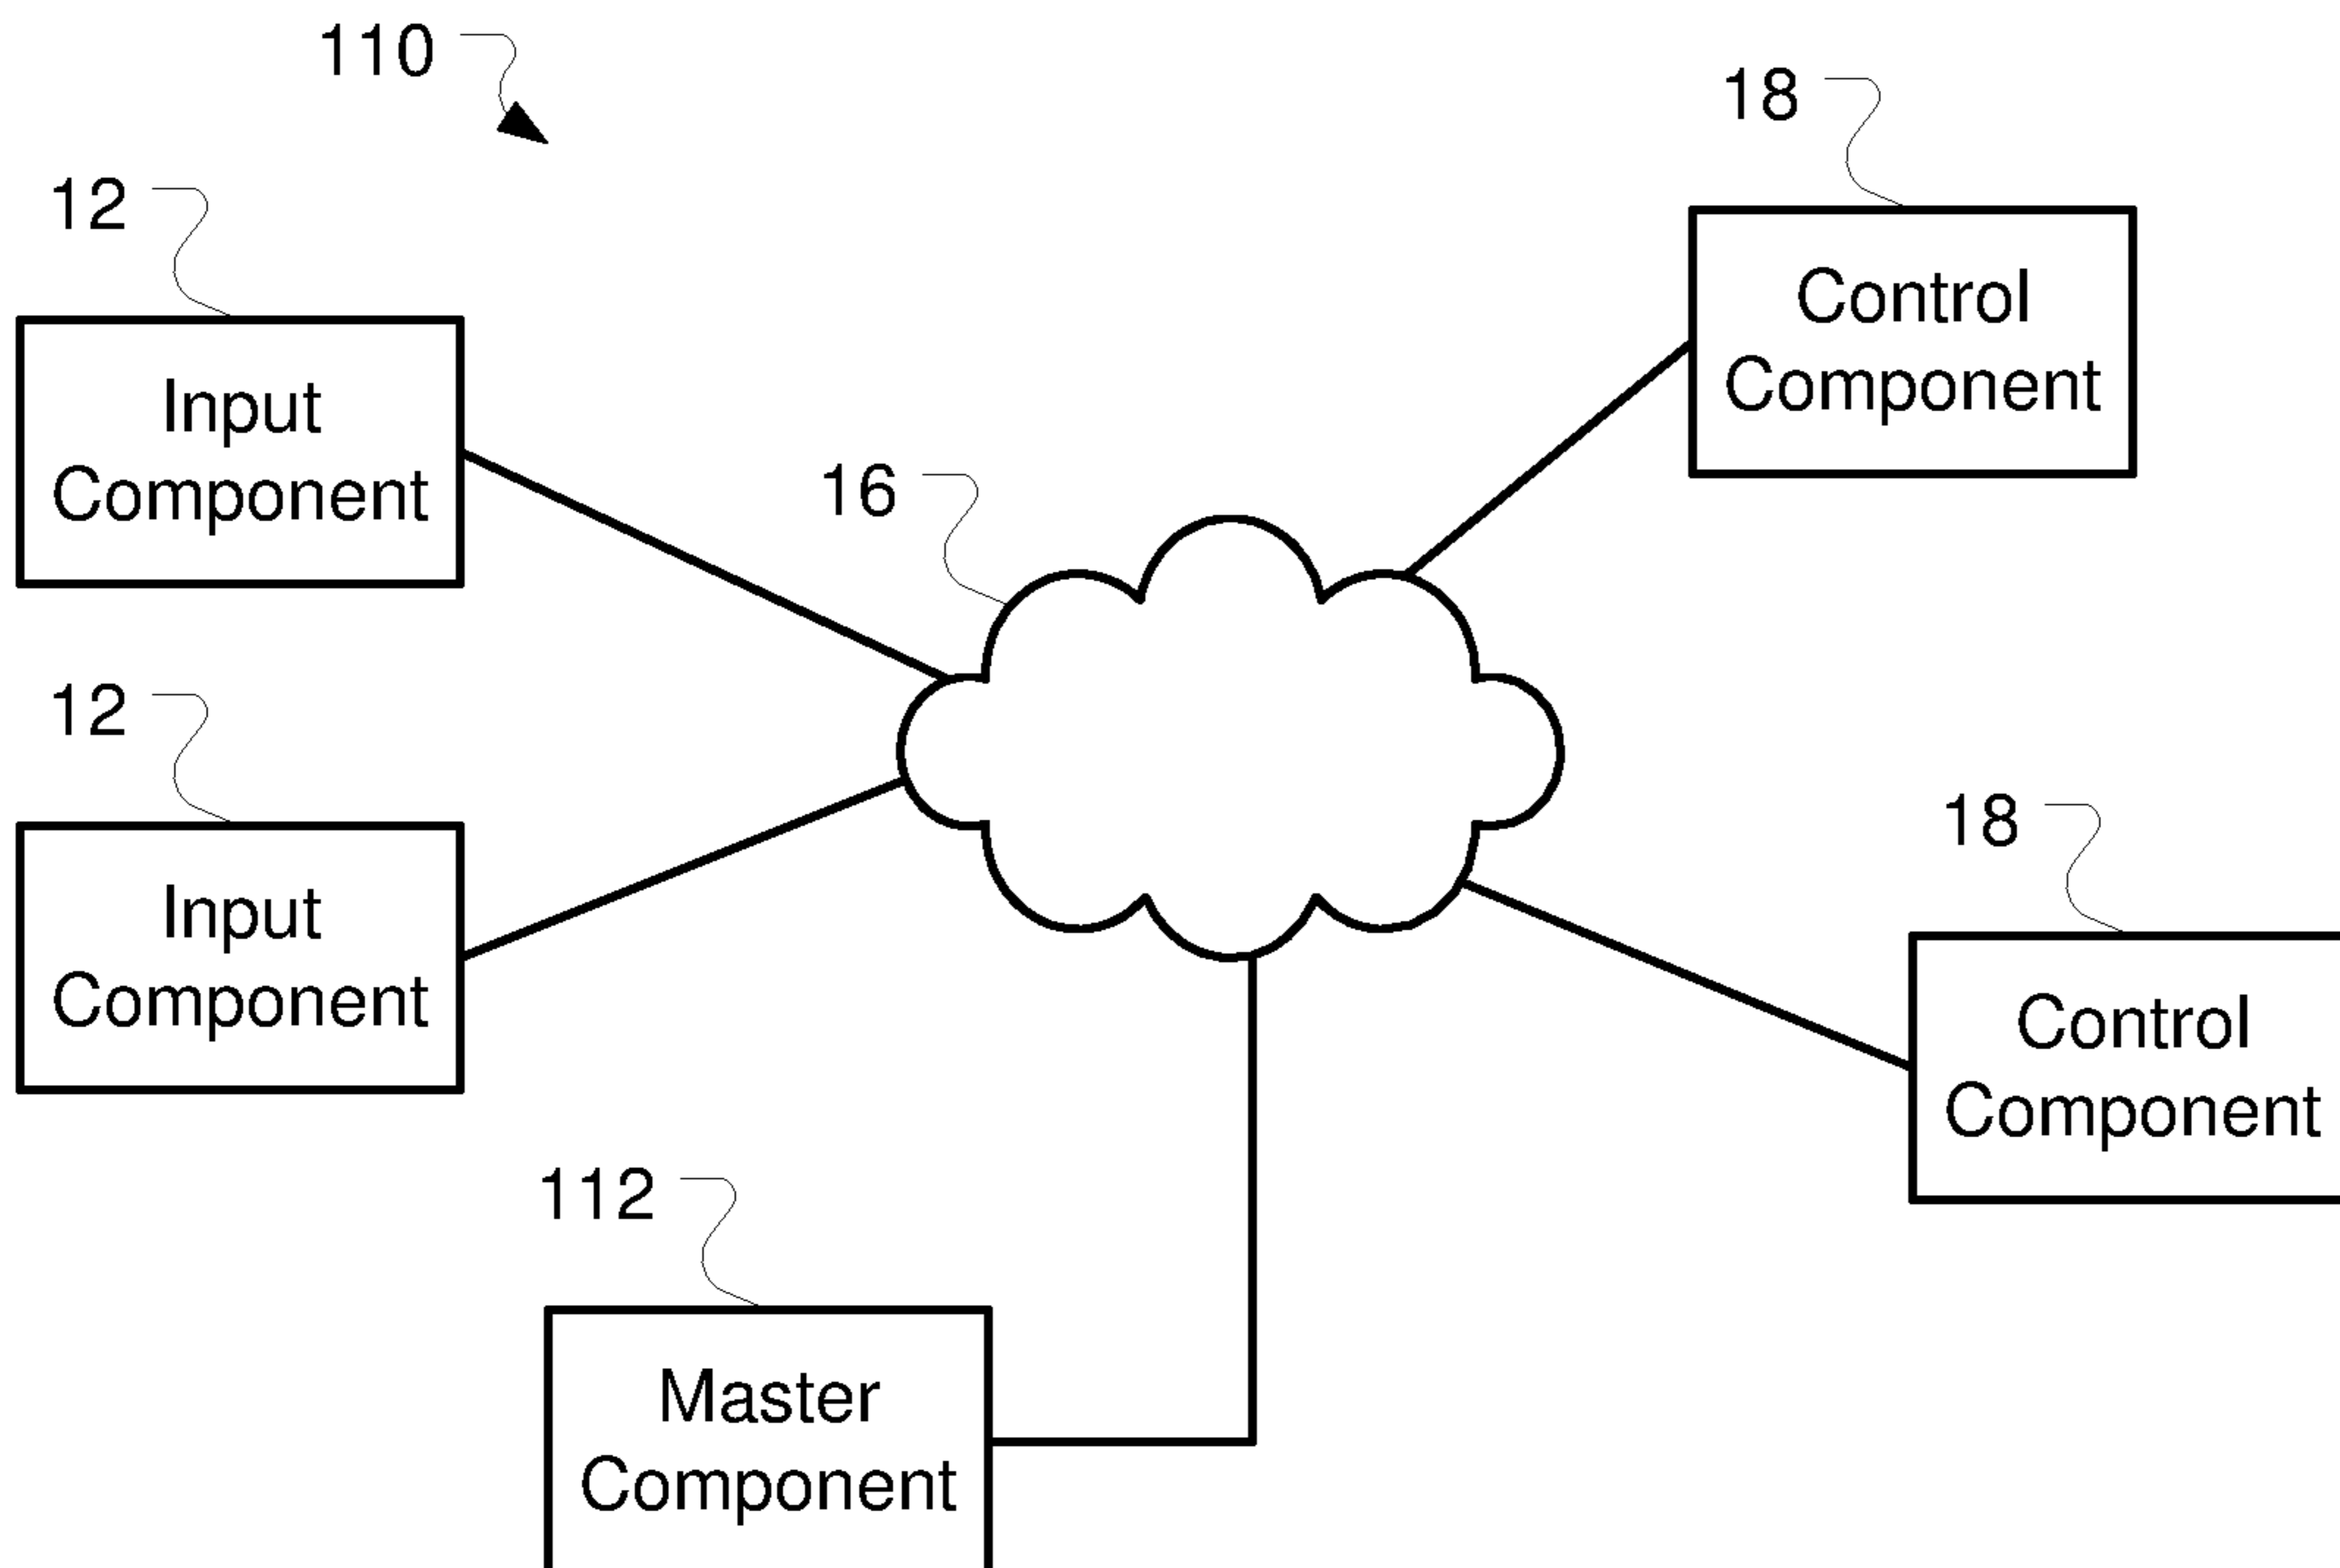 110
18
12
Control
Component
Input
Component
16
12
18
Input
Component
Control
Component
112
Master
Component